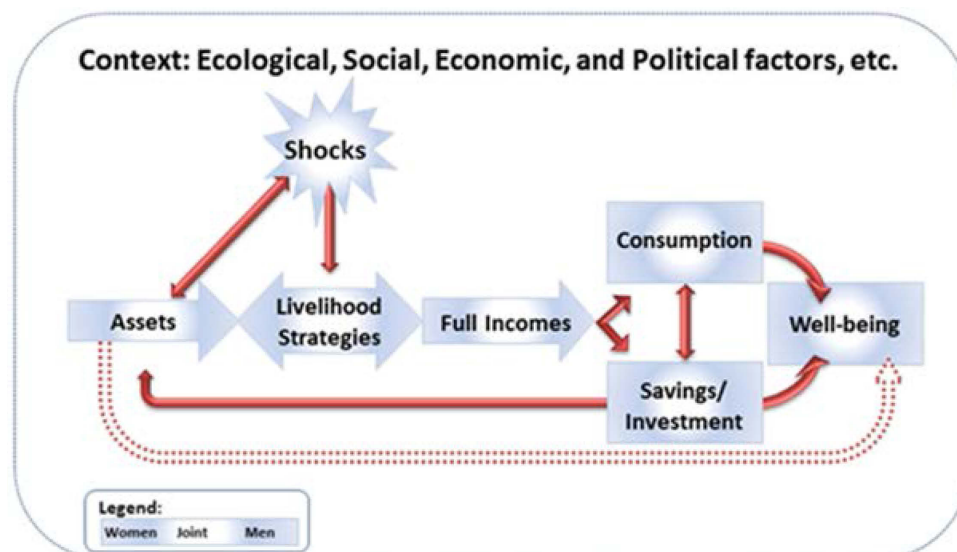 Context: Ecological, Social, Economic, and Political factors, etc.
Shocks
Consumption
Assets
Livelihood
Strategies
Full Incomes
Well-being
Savings/
Investment
Legend:
Women Joint Men